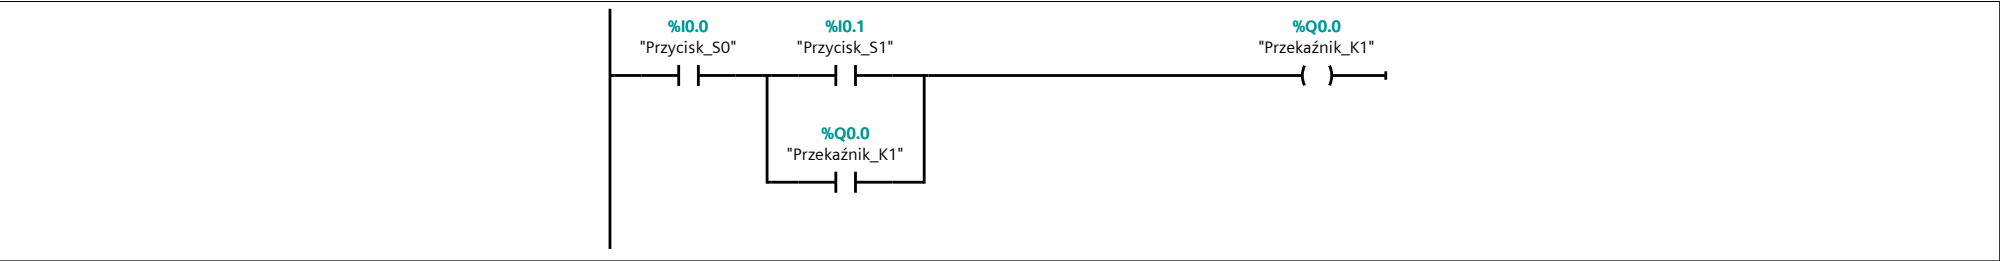 %I0.0
"Przycisk_S0"
%I0.1
"Przycisk_S1"
%Q0.0
"Przekaźnik_K1"
%Q0.0
"Przekaźnik_K1"